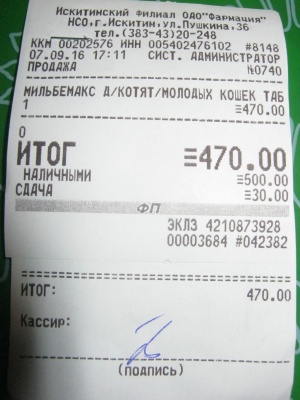 Искитимский филиал ОАО"Фармация"
НСО,г.Искитим,ул.Пушкина,36
тел.(383-43)20-248
ККМ 00202576 ИНН 005402476102 #8148
07.09.16 17:11 СИСТ. АДМИНИСТРАТОР
ПРОДАЖА №0740
МИЛЬБЕМАКС Д/КОТЯТ/МОЛОДЫХ КОШЕК ТАБ
1 ≡470.00
0
ИТОГ ≡470.00
НАЛИЧНЫМИ ≡500.00
СДАЧА ≡30.00
ФП
ЭКЛЗ 4210873928
00003684 #042382
ИТОГ: 470.00
Кассир:
(подпись)